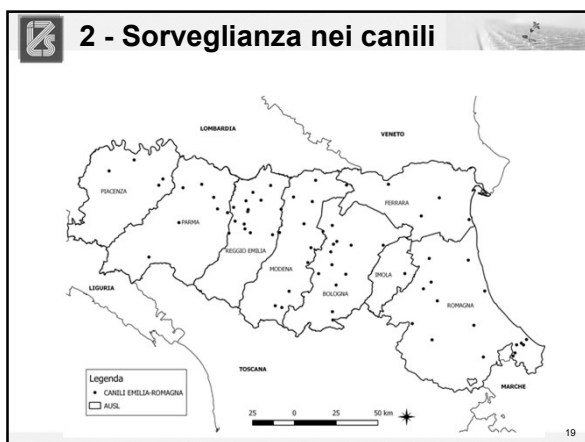 2 - Sorveglianza nei canili
LOMBARDIA
VENETO
PIACENZA
PARMA
REGGIO EMILIA
MODENA
BOLOGNA
IMOLA
FERRARA
ROMAGNA
LIGURIA
TOSCANA
MARCHE
Legenda
CANILI EMILIA-ROMAGNA
AUSL
25 0 25 50 km
19